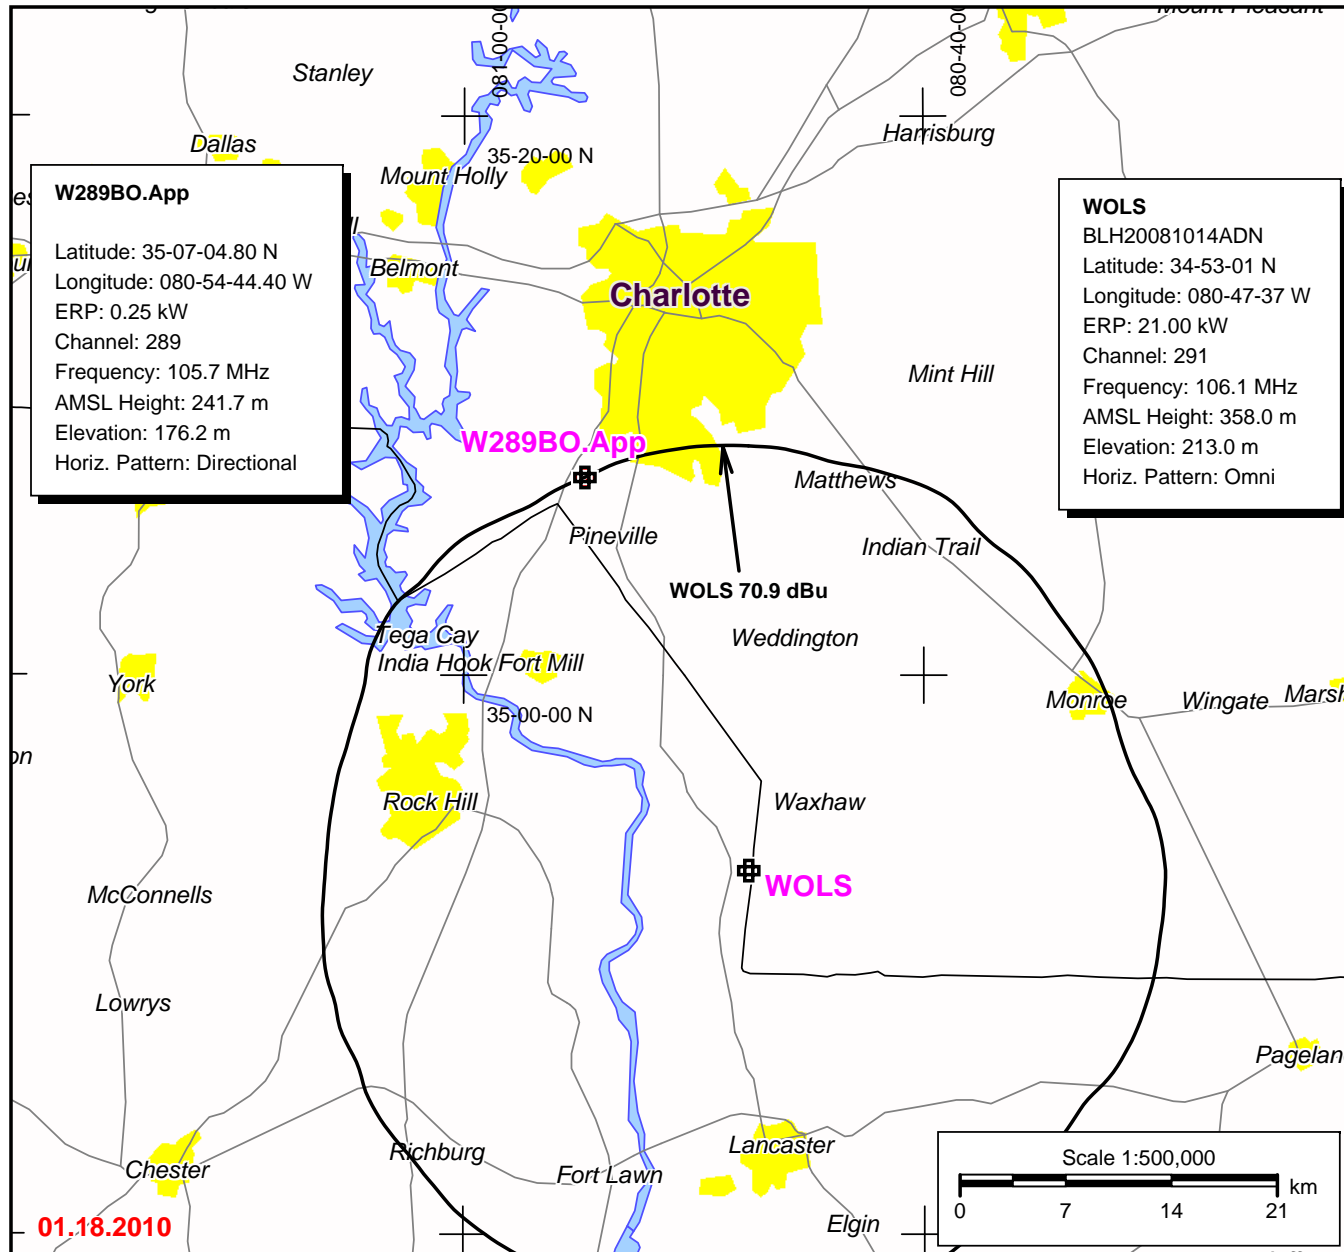 Mount Pleasant
081-00-00
080-40-00
Stanley
Dallas
Harrisburg
35-20-00 N
Mount Holly
W289BO.App
Latitude: 35-07-04.80 N
Longitude: 080-54-44.40 W
ERP: 0.25 kW
Channel: 289
Frequency: 105.7 MHz
AMSL Height: 241.7 m
Elevation: 176.2 m
Horiz. Pattern: Directional
WOLS
BLH20081014ADN
Latitude: 34-53-01 N
Longitude: 080-47-37 W
ERP: 21.00 kW
Channel: 291
Frequency: 106.1 MHz
AMSL Height: 358.0 m
Elevation: 213.0 m
Horiz. Pattern: Omni
Belmont
Charlotte
Mint Hill
W289BO.App
Matthews
Pineville
Indian Trail
WOLS 70.9 dBu
Tega Cay
Weddington
India Hook Fort Mill
York
35-00-00 N
Monroe
Wingate
Marsh
on
Rock Hill
Waxhaw
WOLS
McConnells
Lowrys
Pagelan
Lancaster
Richburg
Chester
Fort Lawn
Elgin
Scale 1:500,000
km
0 7 14 21
01.18.2010